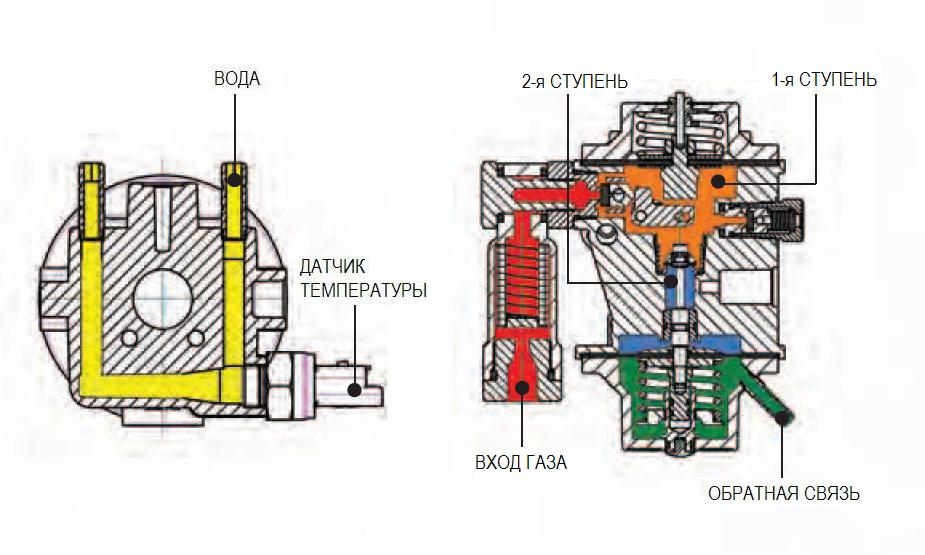 ВОДА
2-я СТУПЕНЬ
1-я СТУПЕНЬ
ДАТЧИК
ТЕМПЕРАТУРЫ
ВХОД ГАЗА
ОБРАТНАЯ СВЯЗЬ